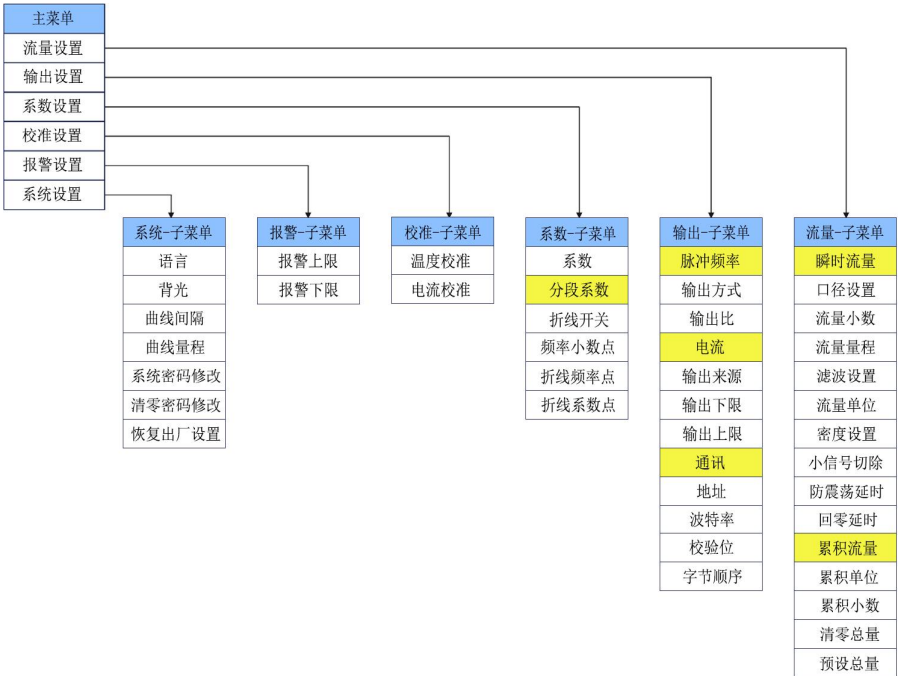 主菜单
流量设置
输出设置
系数设置
校准设置
报警设置
系统设置
系统-子菜单
语言
背光
曲线间隔
曲线量程
系统密码修改
清零密码修改
恢复出厂设置
报警-子菜单
报警上限
报警下限
校准-子菜单
温度校准
电流校准
系数-子菜单
系数
分段系数
折线开关
频率小数点
折线频率点
折线系数点
输出-子菜单
脉冲频率
输出方式
输出比
电流
输出来源
输出下限
输出上限
通讯
地址
波特率
校验位
字节顺序
流量-子菜单
瞬时流量
口径设置
流量小数
流量量程
滤波设置
流量单位
密度设置
小信号切除
防震荡延时
回零延时
累积流量
累积单位
累积小数
清零总量
预设总量